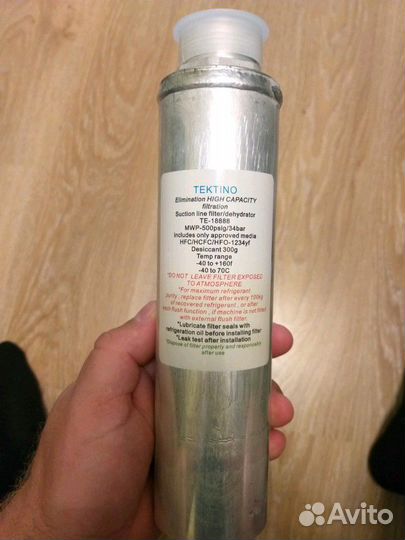 TEKTINO
Elimination HIGH CAPACITY
filtration
Suction line filter/dehydrator
TE-18888
MWP-500psig/34bar
includes only approved media
HFC/HCFC/HFO-1234yf
Desiccant 300g
Temp range
-40 to +160f
-40 to 70C
*DO NOT LEAVE FILTER EXPOSED
TO ATMOSPHERE
*For maximum refrigerant
purity, replace filter after every 100kg
of recovered refrigerant, or after
each flush function, if machine is not fitted
with external flush filter.
*Lubricate filter seals with
refrigeration oil before installing filter
*Leak test after installation
*Dispose of filter properly and responsibly
after use
Avito